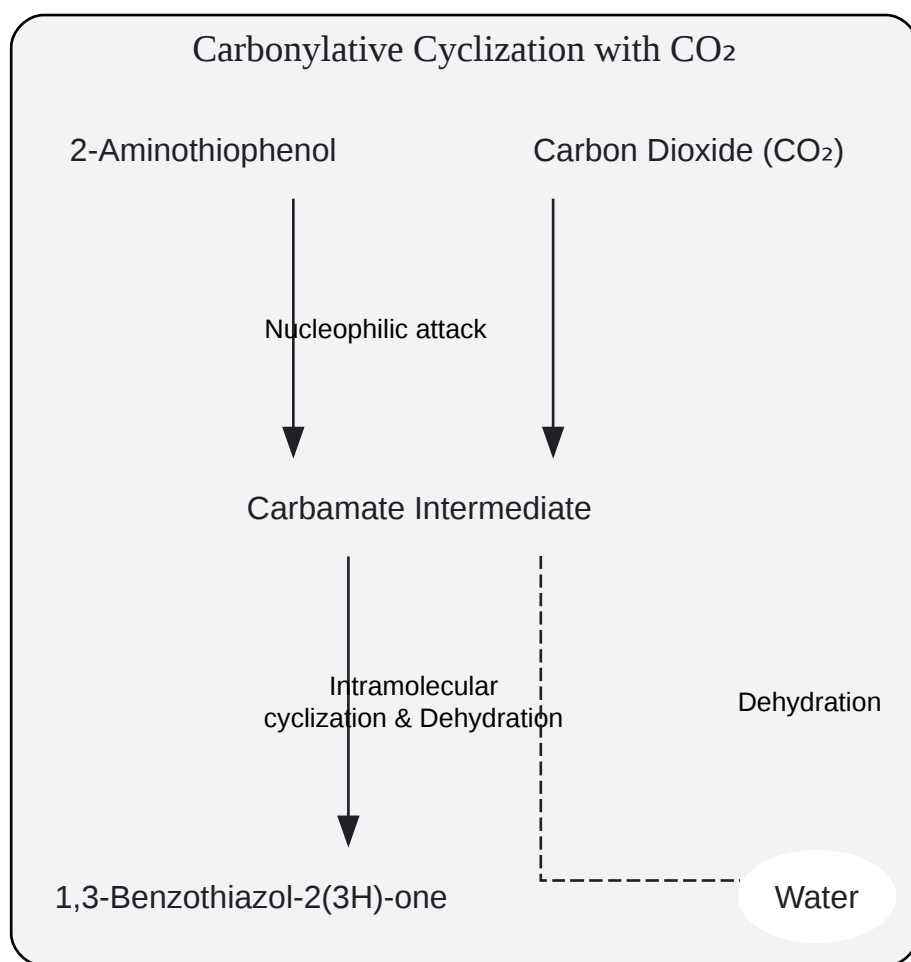 Carbonylative Cyclization with CO₂
2-Aminothiophenol
Carbon Dioxide (CO₂)
Nucleophilic attack
Carbamate Intermediate
Intramolecular
cyclization & Dehydration
Dehydration
1,3-Benzothiazol-2(3H)-one
Water